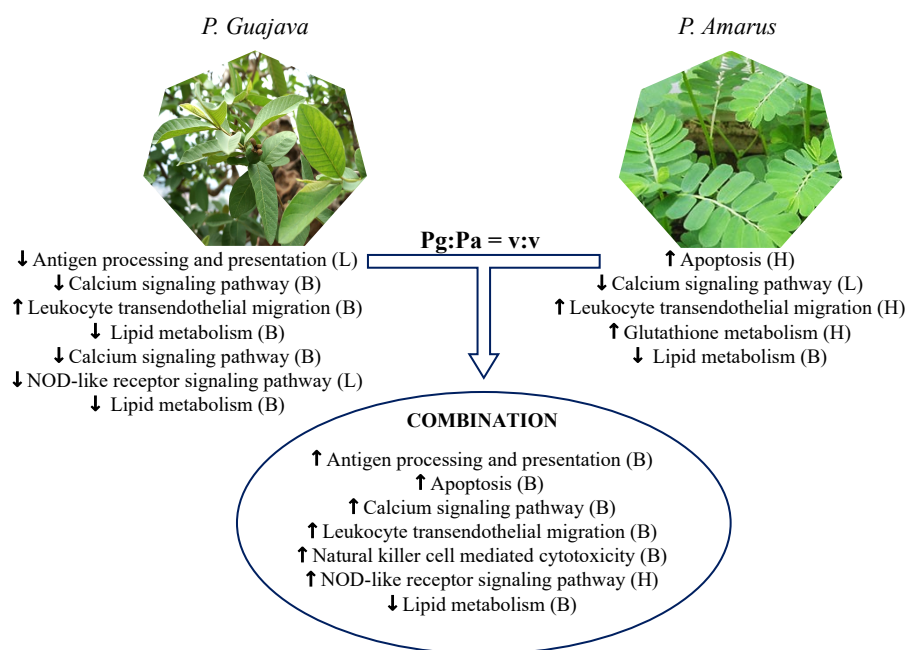 P. Guajava
P. Amarus
Pg:Pa = v:v
↓ Antigen processing and presentation (L)
↓ Calcium signaling pathway (B)
↑ Leukocyte transendothelial migration (B)
↓ Lipid metabolism (B)
↓ Calcium signaling pathway (B)
↓ NOD-like receptor signaling pathway (L)
↓ Lipid metabolism (B)
↑ Apoptosis (H)
↓ Calcium signaling pathway (L)
↑ Leukocyte transendothelial migration (H)
↑ Glutathione metabolism (H)
↓ Lipid metabolism (B)
COMBINATION
↑ Antigen processing and presentation (B)
↑ Apoptosis (B)
↑ Calcium signaling pathway (B)
↑ Leukocyte transendothelial migration (B)
↑ Natural killer cell mediated cytotoxicity (B)
↑ NOD-like receptor signaling pathway (H)
↓ Lipid metabolism (B)